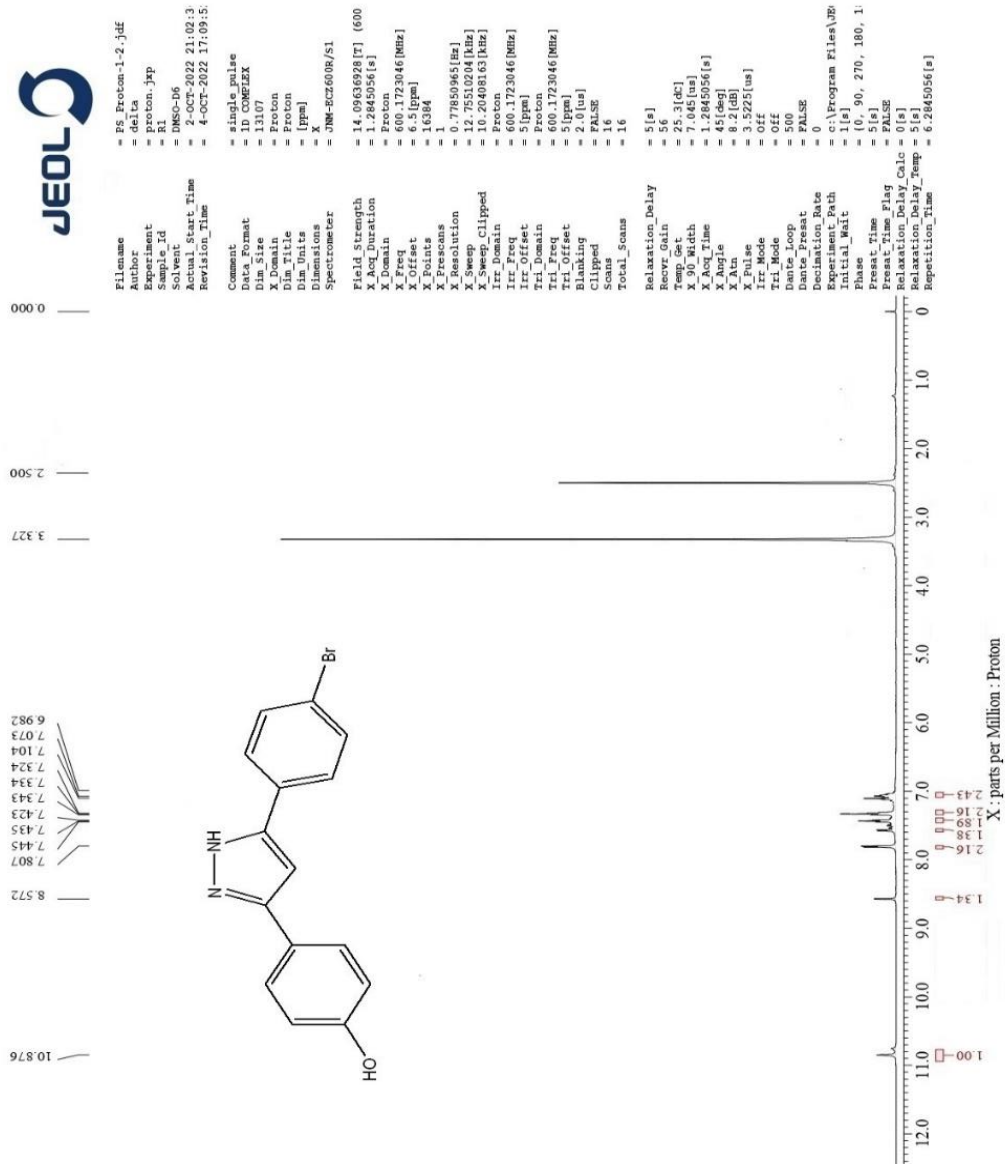 JEOL
Filename = PS_Proton-1-2.jdf
Author = delta
Experiment = proton.jxp
Sample_Id = R1
Solvent = DMSO-D6
Actual_Start_Time = 2-OCT-2022 21:02:3
Revision_Time = 4-OCT-2022 17:09:5
Comment = single_pulse
Data_Format = 1D COMPLEX
Dim_Size = 13107
X_Domain = Proton
Dim_Title = Proton
Dim_Units = [ppm]
Dimensions = X
Spectrometer = JNM-ECZ600R/S1
Field_Strength = 14.09636928[T] (600
X_Acq_Duration = 1.2845056[s]
X_Domain = Proton
X_Freq = 600.1723046[MHz]
X_Offset = 6.5[ppm]
X_Points = 16384
X_Prescans = 1
X_Resolution = 0.77850965[Hz]
X_Sweep = 12.75510204[kHz]
X_Sweep_Clipped = 10.20408163[kHz]
Irr_Domain = Proton
Irr_Freq = 600.1723046[MHz]
Irr_Offset = 5[ppm]
Tri_Domain = Proton
Tri_Freq = 600.1723046[MHz]
Tri_Offset = 5[ppm]
Blanking = 2.0[us]
Clipped = FALSE
Scans = 16
Total_Scans = 16
Relaxation_Delay = 5[s]
Recvr_Gain = 56
Temp_Get = 25.3[dC]
X_90_Width = 7.045[us]
X_Acq_Time = 1.2845056[s]
X_Angle = 45[deg]
X_Atn = 8.2[dB]
X_Pulse = 3.5225[us]
Irr_Mode = Off
Tri_Mode = Off
Dante_Loop = 500
Dante_Presat = FALSE
Decimation_Rate = 0
Experiment_Path = c:\Program Files\JE
Initial_Wait = 1[s]
Phase = {0, 90, 270, 180, 1
Presat_Time = 5[s]
Presat_Time_Flag = FALSE
Relaxation_Delay_Calc = 0[s]
Relaxation_Delay_Temp = 5[s]
Repetition_Time = 6.2845056[s]
10.876
8.572
7.807
7.445
7.435
7.423
7.343
7.334
7.324
7.104
7.073
6.982
3.327
2.500
0.000
HO
N
NH
Br
12.0 11.0 10.0 9.0 8.0 7.0 6.0 5.0 4.0 3.0 2.0 1.0 0
1.00
1.34
2.16
1.38
1.89
2.16
2.43
X : parts per Million : Proton